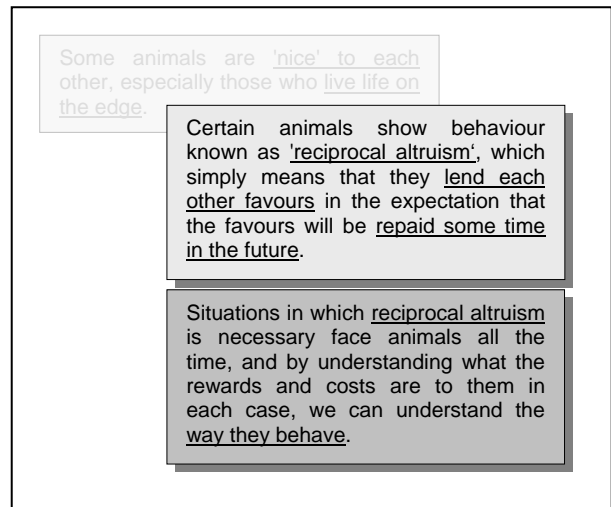 Some animals are 'nice' to each
other, especially those who live life on
the edge.
Certain animals show behaviour
known as 'reciprocal altruism‘, which
simply means that they lend each
other favours in the expectation that
the favours will be repaid some time
in the future.
Situations in which reciprocal altruism
is necessary face animals all the
time, and by understanding what the
rewards and costs are to them in
each case, we can understand the
way they behave.